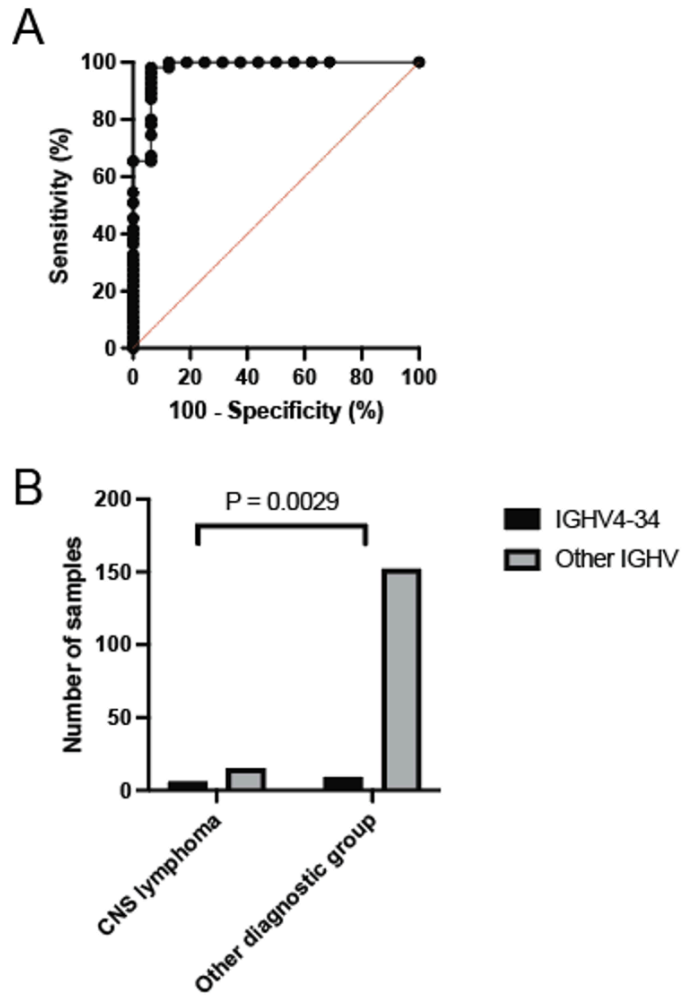 A
100
80
60
40
20
0
Sensitivity (%)
0 20 40 60 80 100
100 - Specificity (%)
B
P = 0.0029
200
150
100
50
0
Number of samples
CNS lymphoma
Other diagnostic group
IGHV4-34
Other IGHV